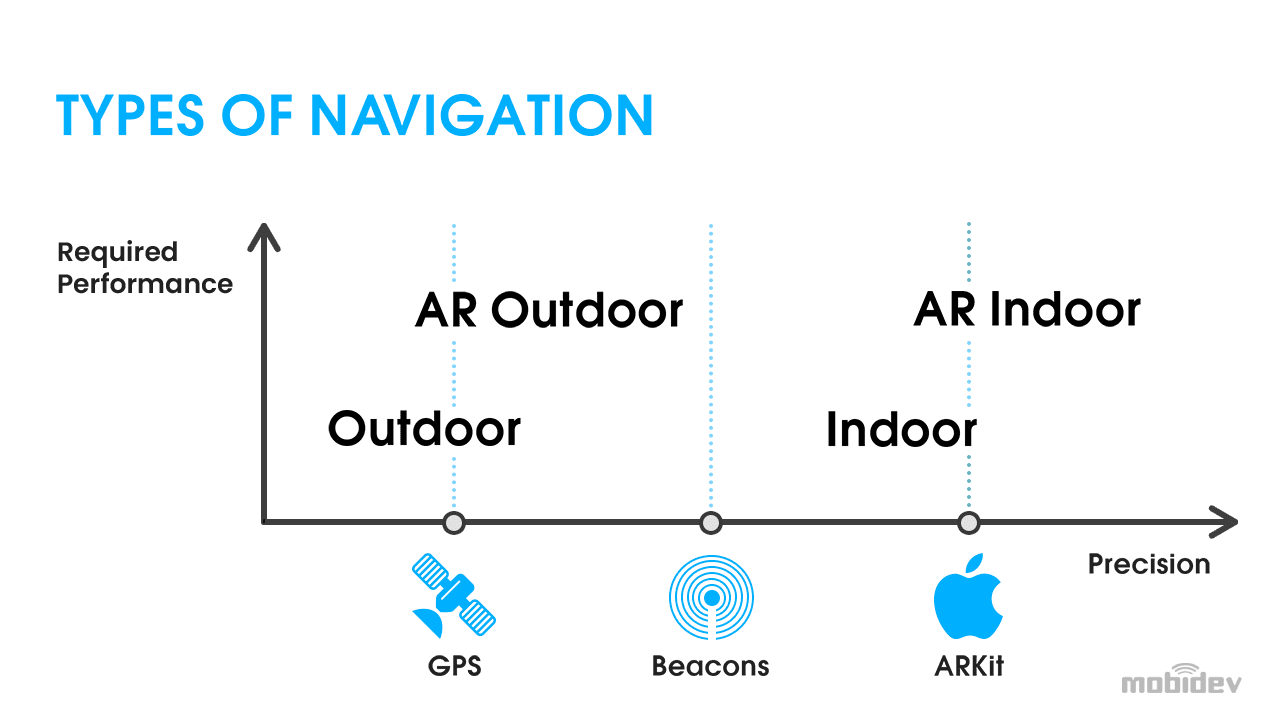 TYPES OF NAVIGATION
Required
Performance
AR Outdoor
AR Indoor
Outdoor
Indoor
Precision
GPS
Beacons
ARKit
mobidev